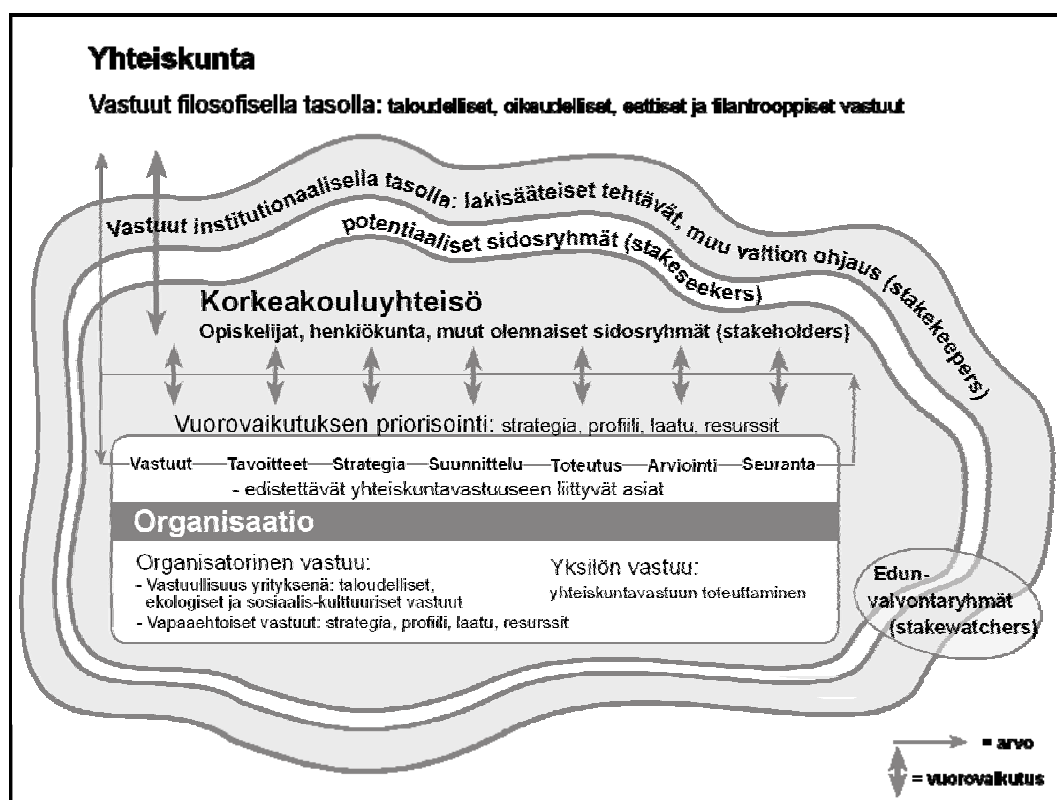 Yhteiskunta
Vastuut filosofisella tasolla: taloudelliset, oikeudelliset, eettiset ja filantrooppiset vastuut
Vastuut institutionaalisella tasolla: lakisääteiset tehtävät, muu valtion ohjaus (stakekeepers)
potentiaaliset sidosryhmät (stakeseekers)
Korkeakouluyhteisö
Opiskelijat, henkiökunta, muut olennaiset sidosryhmät (stakeholders)
Vuorovaikutuksen priorisointi: strategia, profiili, laatu, resurssit
Vastuut Tavoitteet Strategia Suunnittelu Toteutus Arviointi Seuranta
- edistettävät yhteiskuntavastuuseen liittyvät asiat
Organisaatio
Organisatorinen vastuu:
- Vastuullisuus yrityksenä: taloudelliset,
ekologiset ja sosiaalis-kulttuuriset vastuut
- Vapaaehtoiset vastuut: strategia, profiili, laatu, resurssit
Yksilön vastuu:
yhteiskuntavastuun toteuttaminen
Edun-
valvontaryhmät
(stakewatchers)
= arvo
= vuorovaikutus